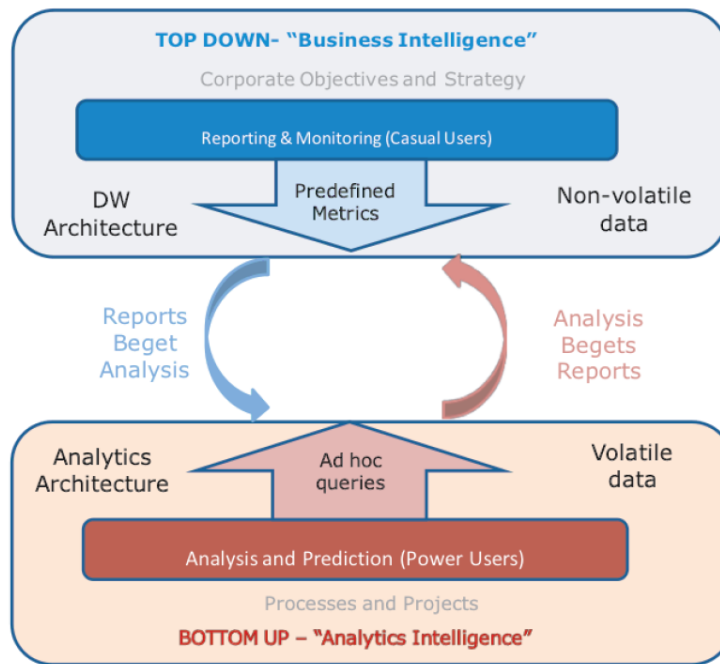 TOP DOWN- “Business Intelligence”
Corporate Objectives and Strategy
Reporting & Monitoring (Casual Users)
Predefined
Metrics
DW
Architecture
Non-volatile
data
Reports
Beget
Analysis
Analysis
Begets
Reports
Analytics
Architecture
Ad hoc
queries
Volatile
data
Analysis and Prediction (Power Users)
Processes and Projects
BOTTOM UP – “Analytics Intelligence”